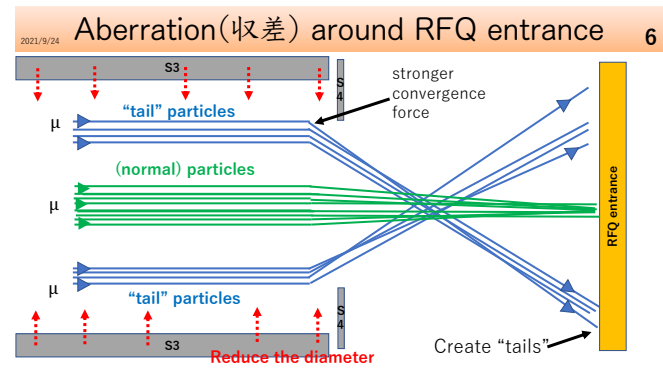 2021/9/24
Aberration(収差) around RFQ entrance
6
S3
S
4
stronger
convergence
force
μ
“tail” particles
(normal) particles
μ
RFQ entrance
μ
“tail” particles
S
4
S3
Reduce the diameter
Create “tails”